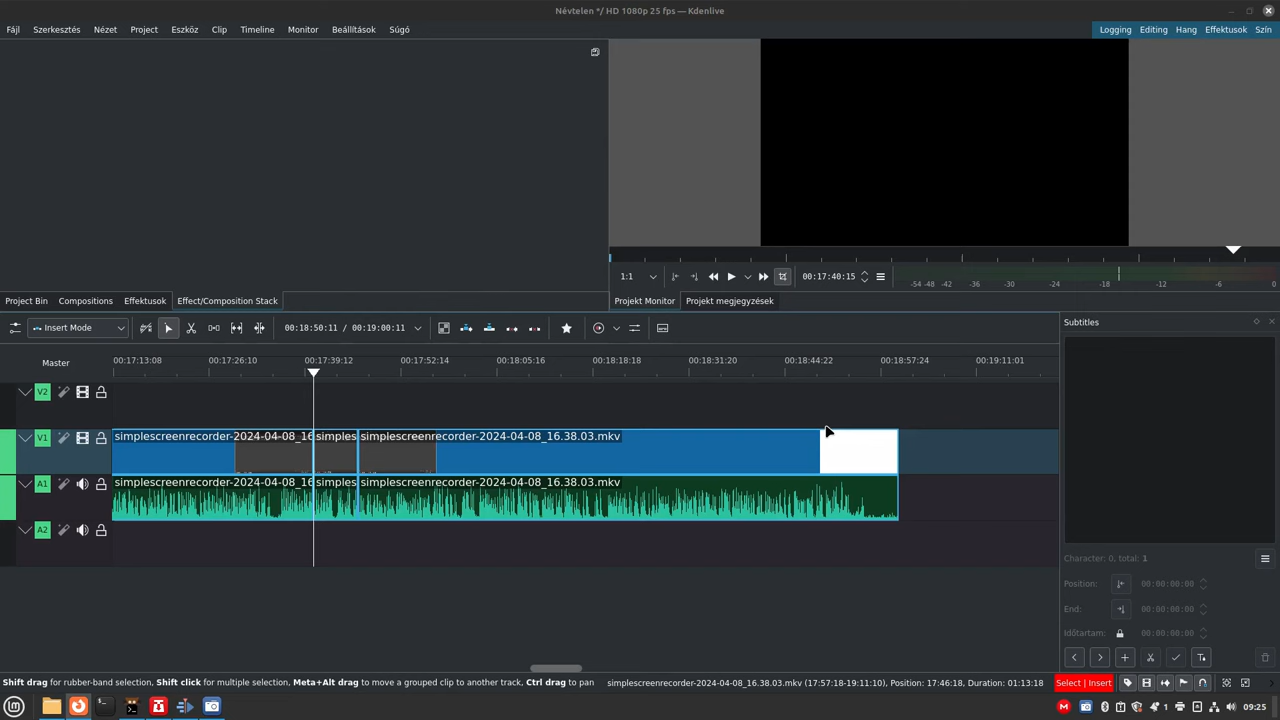 Névtelen */ HD 1080p 25 fps — Kdenlive
Fájl Szerkesztés Nézet Project Eszköz Clip Timeline Monitor Beállítások Súgó
Logging Editing Hang Effektusok Szín
1:1 00:17:40:15
-54 -48 -42 -36 -30 -24 -18 -12 -6 0
Project Bin Compositions Effektusok Effect/Composition Stack
Projekt Monitor Projekt megjegyzések
Insert Mode 00:18:50:11 / 00:19:00:11
Subtitles
Master
00:17:13:08 00:17:26:10 00:17:39:12 00:17:52:14 00:18:05:16 00:18:18:18 00:18:31:20 00:18:44:22 00:18:57:24 00:19:11:01
V2
V1
simplescreenrecorder-2024-04-08_16 simples simplescreenrecorder-2024-04-08_16.38.03.mkv
A1
simplescreenrecorder-2024-04-08_16 simples simplescreenrecorder-2024-04-08_16.38.03.mkv
A2
Character: 0, total: 1
Position: 00:00:00:00
End: 00:00:00:00
Időtartam: 00:00:00:00
Shift drag for rubber-band selection, Shift click for multiple selection, Meta+Alt drag to move a grouped clip to another track, Ctrl drag to pan
simplescreenrecorder-2024-04-08_16.38.03.mkv (17:57:18-19:11:10), Position: 17:46:18, Duration: 01:13:18
Select | Insert
1
09:25